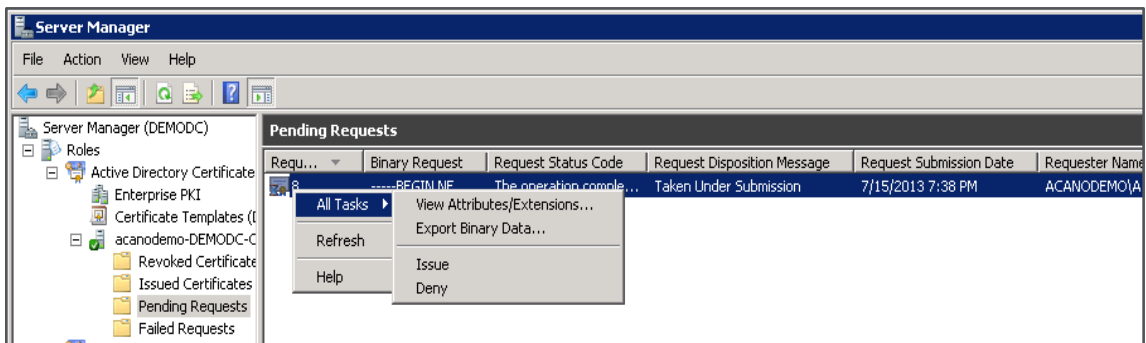 Server Manager
File Action View Help
Server Manager (DEMODC)
Roles
Active Directory Certificate
Enterprise PKI
Certificate Templates (
acanodemo-DEMODC-C
Revoked Certificate
Issued Certificates
Pending Requests
Failed Requests
Pending Requests
Requ... Binary Request Request Status Code Request Disposition Message Request Submission Date Requester Name
8 -----BEGIN NE... The operation comple... Taken Under Submission 7/15/2013 7:38 PM ACANODEMO\A
All Tasks
Refresh
Help
View Attributes/Extensions...
Export Binary Data...
Issue
Deny